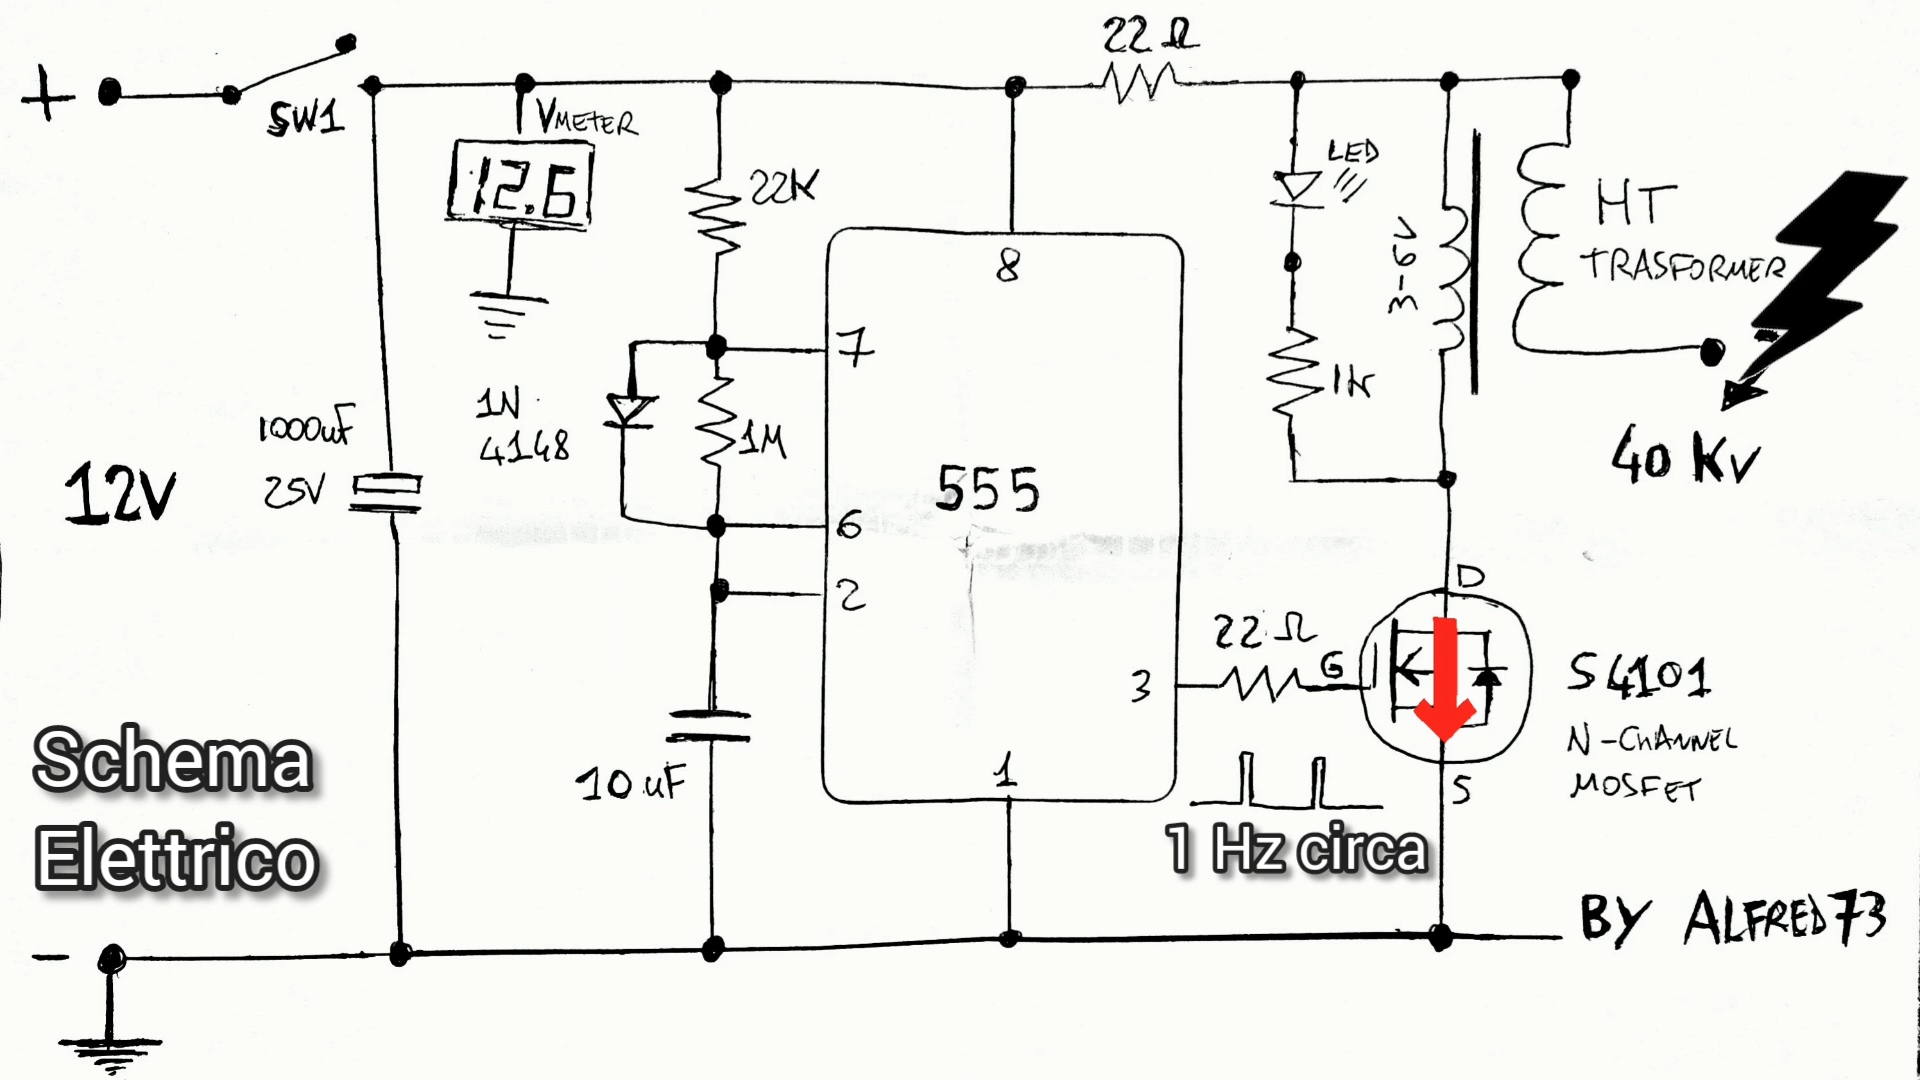 22 Ω
+
SW1
VMETER
12.6
22K
LED
8
3-6V
HT
TRASFORMER
7
1N
4148
1M
1K
1000uF
25V
12V
555
40 KV
6
2
D
22 Ω
G
3
S4101
N-CHANNEL
MOSFET
S
Schema
Elettrico
10 uF
1
1 Hz circa
BY ALFRED73
-